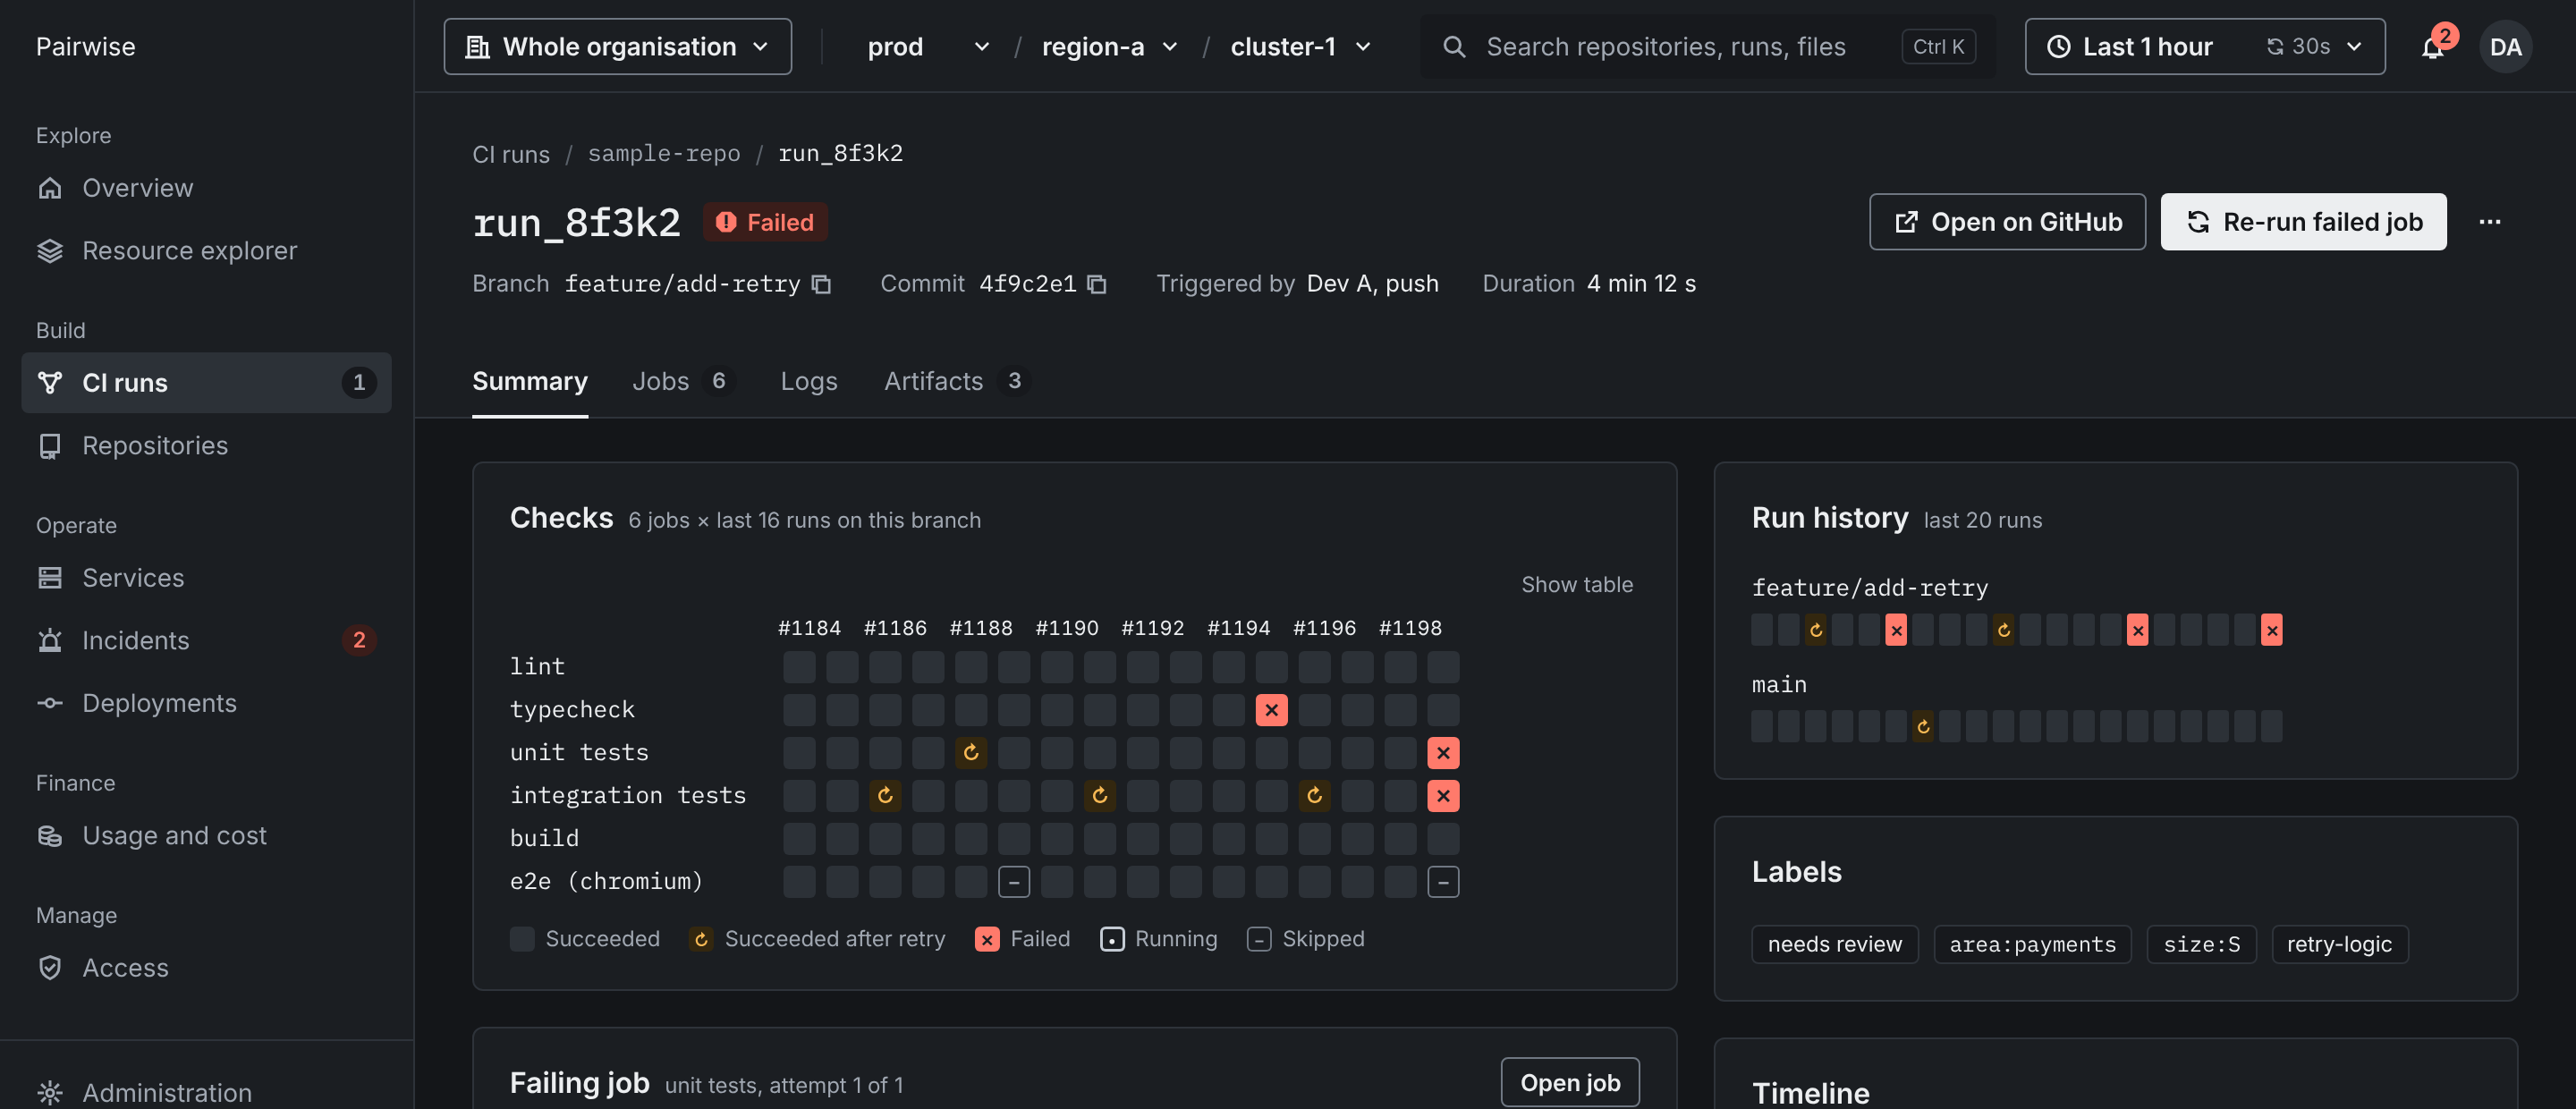 Pairwise
Whole organisation
prod / region-a / cluster-1
Search repositories, runs, files
Ctrl K
Last 1 hour
30s
2
DA
Explore
Overview
Resource explorer
Build
CI runs 1
Repositories
Operate
Services
Incidents 2
Deployments
Finance
Usage and cost
Manage
Access
Administration
CI runs / sample-repo / run_8f3k2
run_8f3k2 Failed
Open on GitHub
Re-run failed job
Branch feature/add-retry Commit 4f9c2e1 Triggered by Dev A, push Duration 4 min 12 s
Summary Jobs 6 Logs Artifacts 3
Checks 6 jobs × last 16 runs on this branch
Show table
#1184 #1186 #1188 #1190 #1192 #1194 #1196 #1198
lint
typecheck
unit tests
integration tests
build
e2e (chromium)
Succeeded Succeeded after retry Failed Running Skipped
Failing job unit tests, attempt 1 of 1
Open job
Run history last 20 runs
feature/add-retry
main
Labels
needs review area:payments size:S retry-logic
Timeline